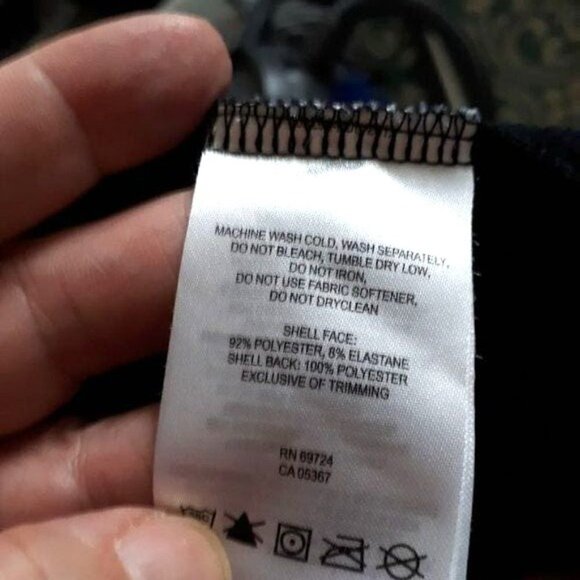 MACHINE WASH COLD, WASH SEPARATELY,
DO NOT BLEACH, TUMBLE DRY LOW,
DO NOT IRON,
DO NOT USE FABRIC SOFTENER,
DO NOT DRYCLEAN
SHELL FACE:
92% POLYESTER, 8% ELASTANE
SHELL BACK: 100% POLYESTER
EXCLUSIVE OF TRIMMING
RN 69724
CA 05367